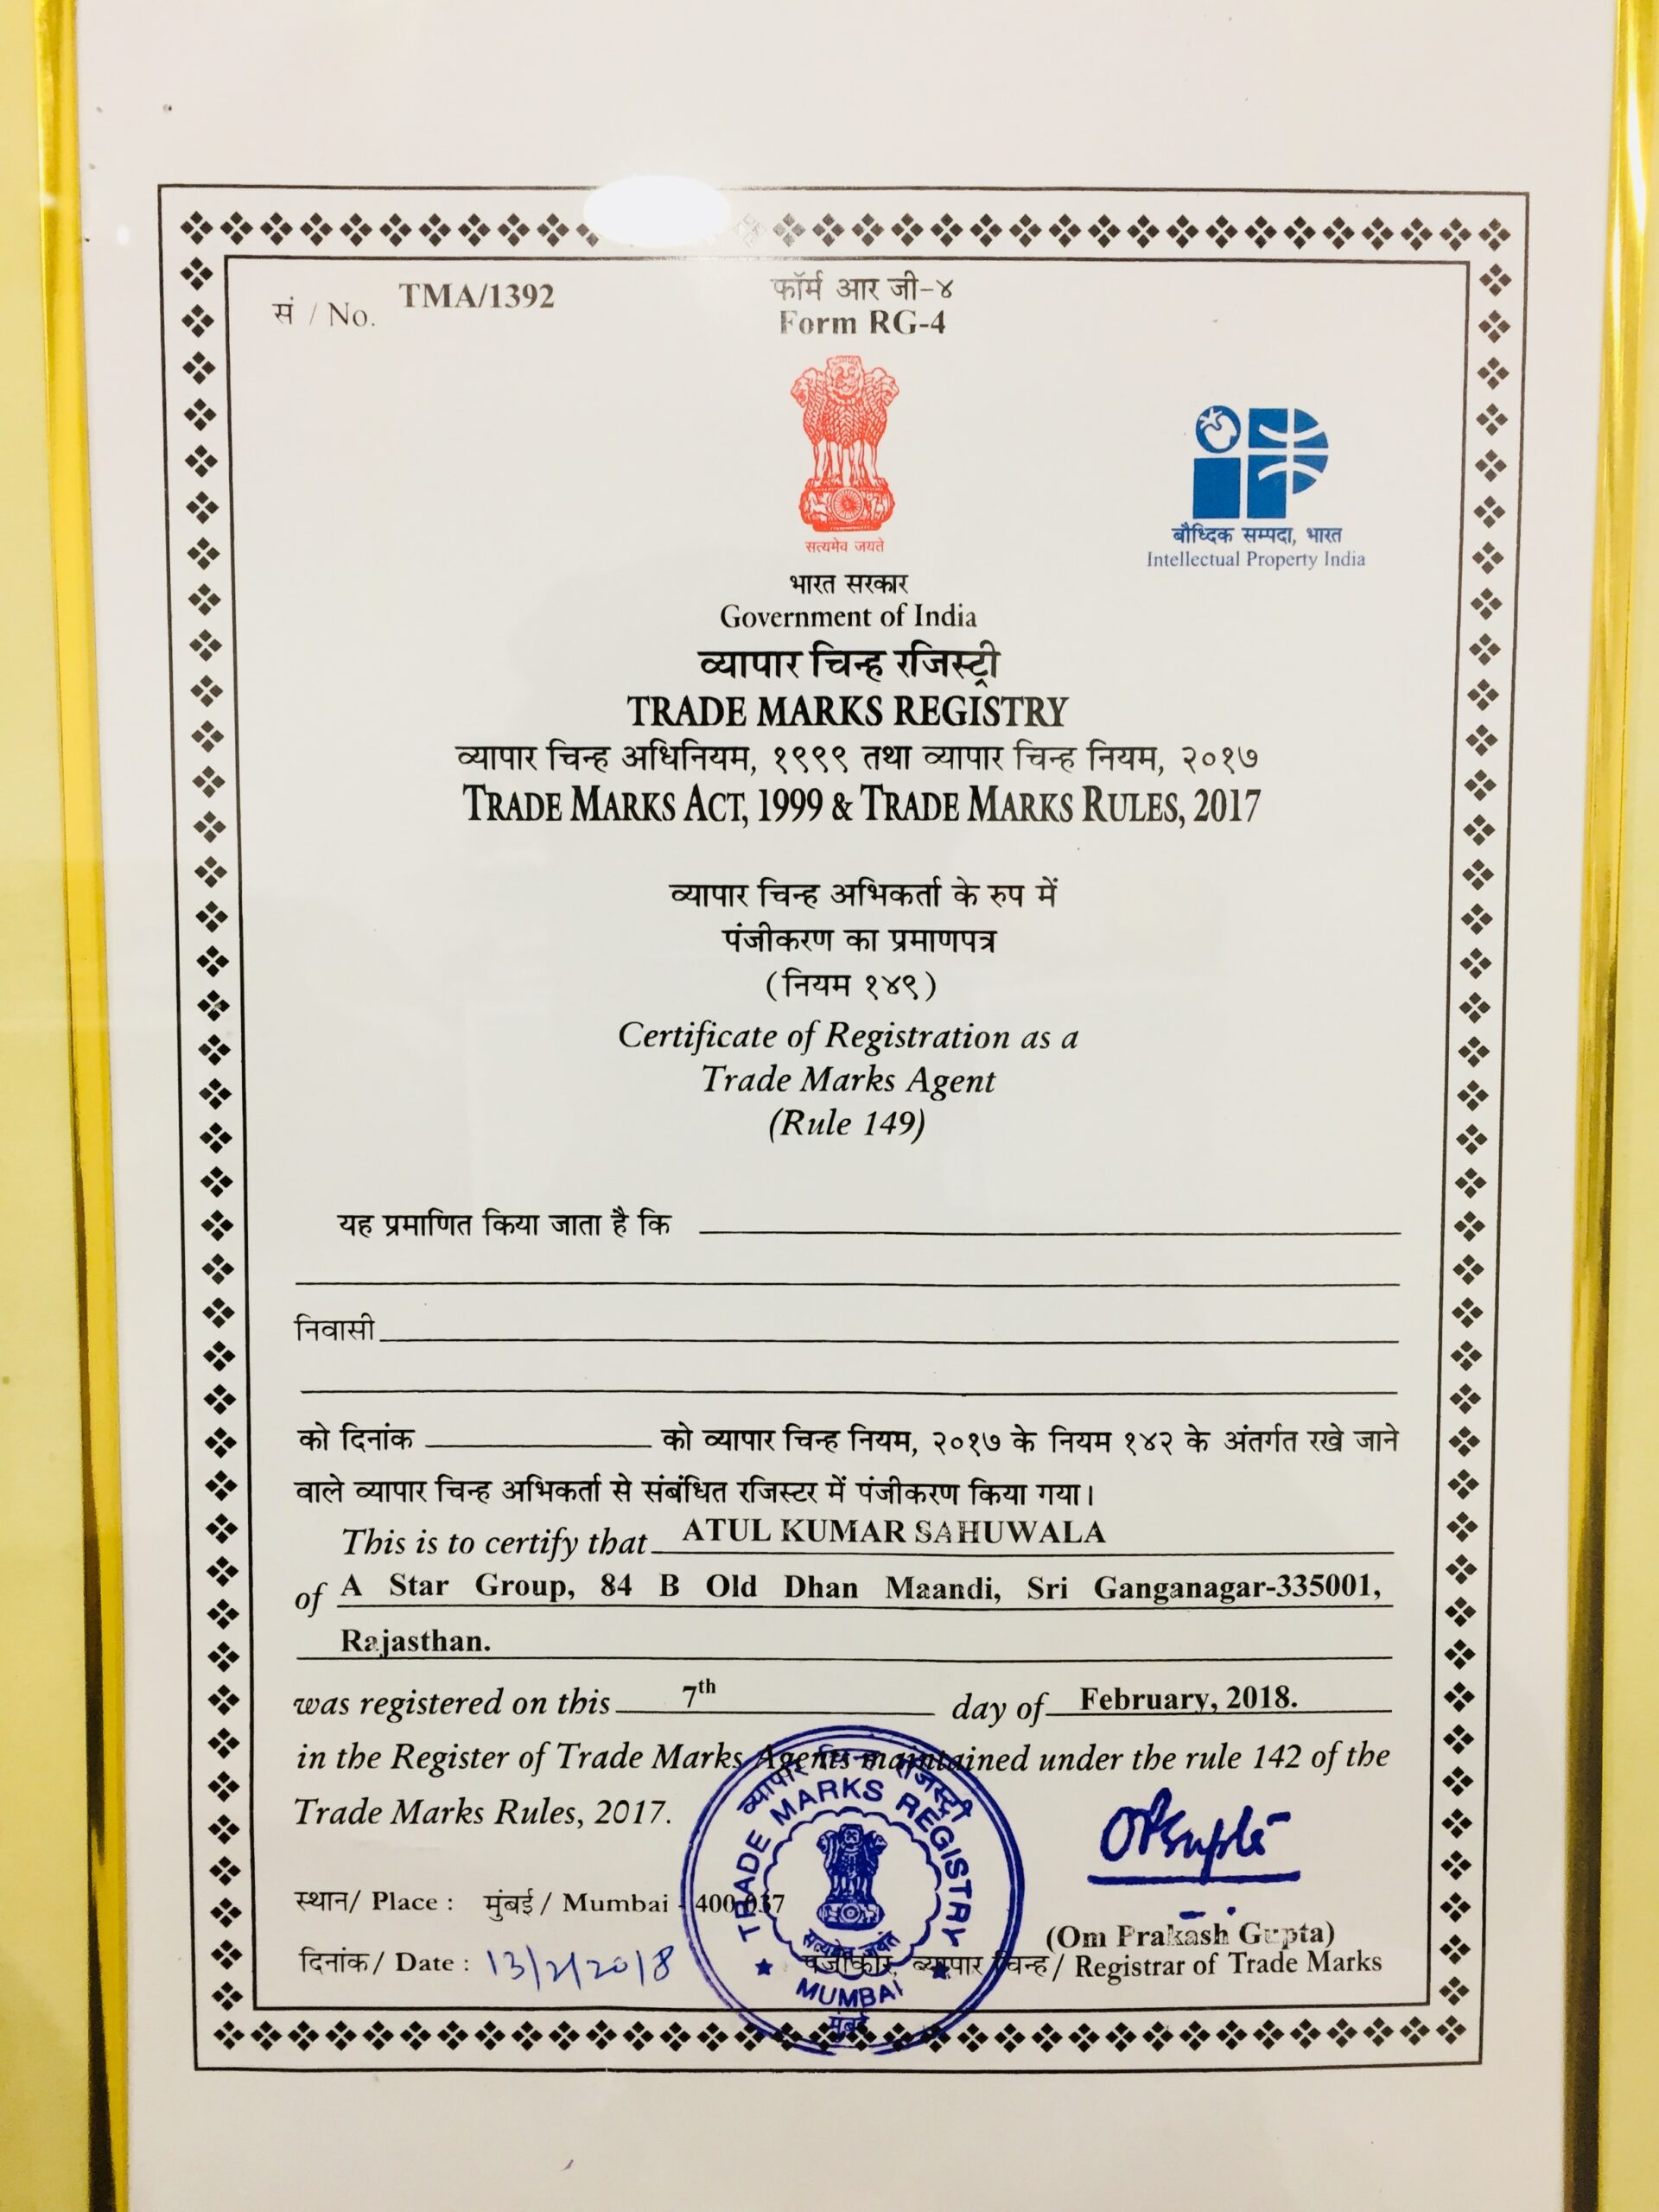 सं / No. TMA/1392
फॉर्म आर जी-४
Form RG-4
सत्यमेव जयते
बौध्दिक सम्पदा, भारत
Intellectual Property India
भारत सरकार
Government of India
व्यापार चिन्ह रजिस्ट्री
TRADE MARKS REGISTRY
व्यापार चिन्ह अधिनियम, १९९९ तथा व्यापार चिन्ह नियम, २०१७
TRADE MARKS ACT, 1999 & TRADE MARKS RULES, 2017
व्यापार चिन्ह अभिकर्ता के रुप में
पंजीकरण का प्रमाणपत्र
(नियम १४९)
Certificate of Registration as a
Trade Marks Agent
(Rule 149)
यह प्रमाणित किया जाता है कि
निवासी
को दिनांक को व्यापार चिन्ह नियम, २०१७ के नियम १४२ के अंतर्गत रखे जाने
वाले व्यापार चिन्ह अभिकर्ता से संबंधित रजिस्टर में पंजीकरण किया गया।
This is to certify that ATUL KUMAR SAHUWALA
of A Star Group, 84 B Old Dhan Maandi, Sri Ganganagar-335001,
Rajasthan.
was registered on this 7th day of February, 2018.
in the Register of Trade Marks Agents maintained under the rule 142 of the
Trade Marks Rules, 2017.
व्यापार चिन्ह रजिस्ट्री
TRADE MARKS REGISTRY
सत्यमेव जयते
MUMBAI
मुंबई
OPGupta
स्थान/ Place : मुंबई / Mumbai - 400 037
(Om Prakash Gupta)
दिनांक/ Date : 13/2/2018
पंजीकार, व्यापार चिन्ह / Registrar of Trade Marks